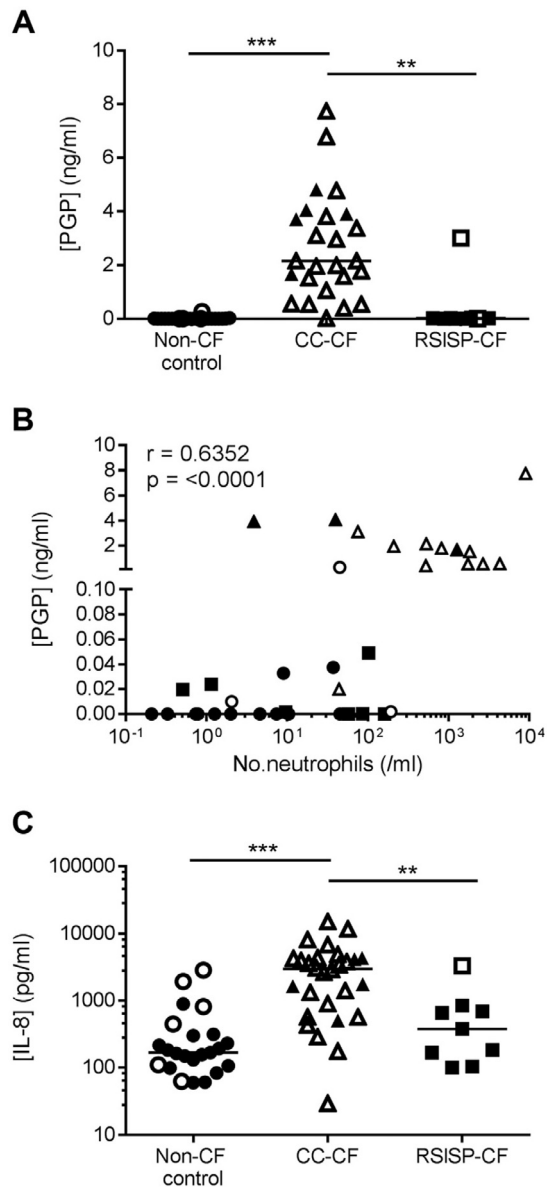 A
***
**
[PGP] (ng/ml)
8
6
4
2
0
Non-CF control
CC-CF
RSISP-CF
B
r = 0.6352
p = <0.0001
[PGP] (ng/ml)
10
8
6
4
2
0.10
0.08
0.06
0.04
0.02
0.00
10-1
100
101
102
103
104
No.neutrophils (/ml)
C
***
**
[IL-8] (pg/ml)
100000
10000
1000
100
10
Non-CF control
CC-CF
RSISP-CF